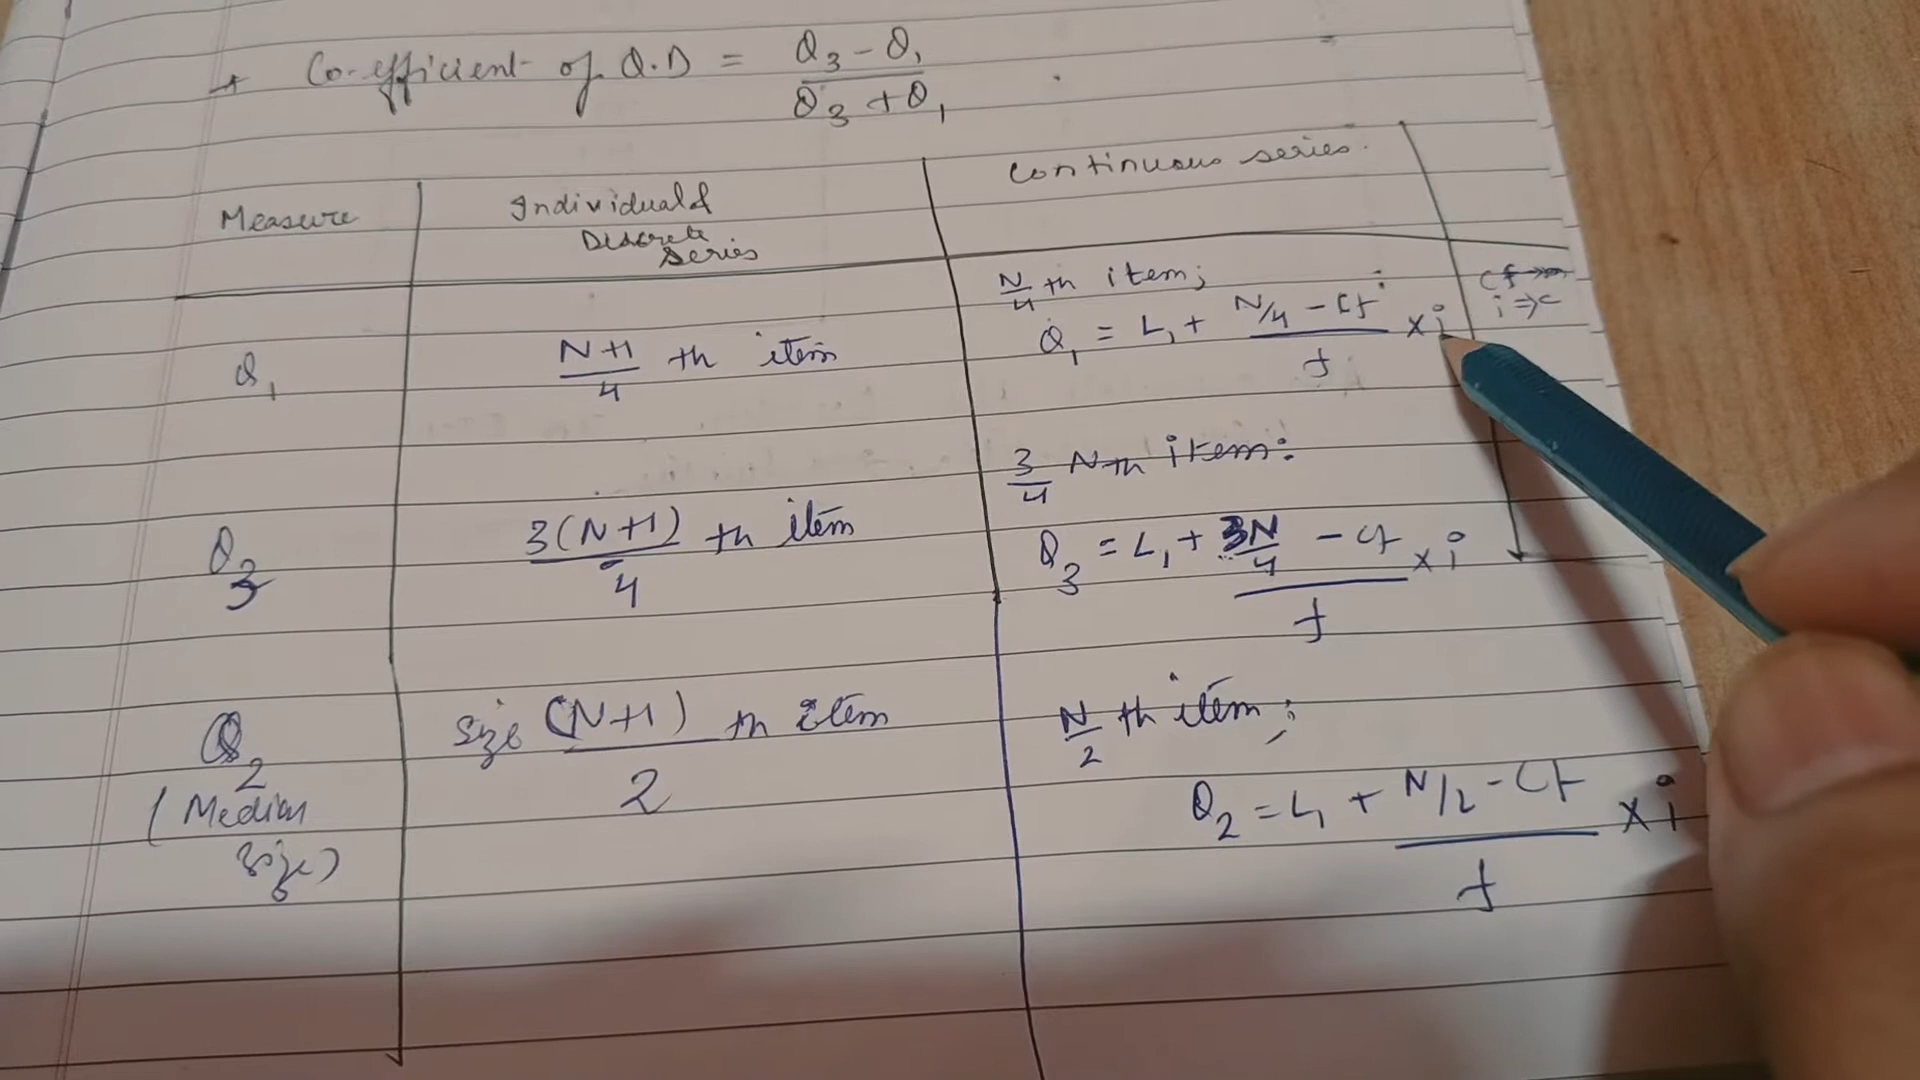 → Co-efficient of Q.D = Q₃ - Q₁ / Q₃ + Q₁
Measure
Individual &
Discrete
Series
Continuous series.
Q₁
N+1/4 th item
N/4 th item;
Q₁ = L₁ + N/4 - Cf / f × i
Cf → m
i ⇒ c
Q₃
3(N+1)/4 th item
3/4 N th item:
Q₃ = L₁ + 3N/4 - Cf / f × i
Q₂
(Median
size)
Size (N+1)/2 th item
N/2 th item;
Q₂ = L₁ + N/2 - Cf / f × i